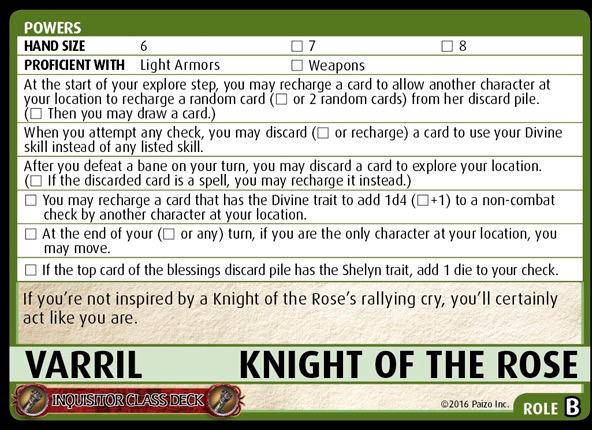 POWERS
HAND SIZE 6 ☐ 7 ☐ 8
PROFICIENT WITH Light Armors ☐ Weapons
At the start of your explore step, you may recharge a card to allow another character at
your location to recharge a random card (☐ or 2 random cards) from her discard pile.
(☐ Then you may draw a card.)
When you attempt any check, you may discard (☐ or recharge) a card to use your Divine
skill instead of any listed skill.
After you defeat a bane on your turn, you may discard a card to explore your location.
(☐ If the discarded card is a spell, you may recharge it instead.)
☐ You may recharge a card that has the Divine trait to add 1d4 (☐+1) to a non-combat
check by another character at your location.
☐ At the end of your (☐ or any) turn, if you are the only character at your location, you
may move.
☐ If the top card of the blessings discard pile has the Shelyn trait, add 1 die to your check.
If you're not inspired by a Knight of the Rose's rallying cry, you'll certainly
act like you are.
VARRIL KNIGHT OF THE ROSE
INQUISITOR CLASS DECK
©2016 Paizo Inc. ROLE B